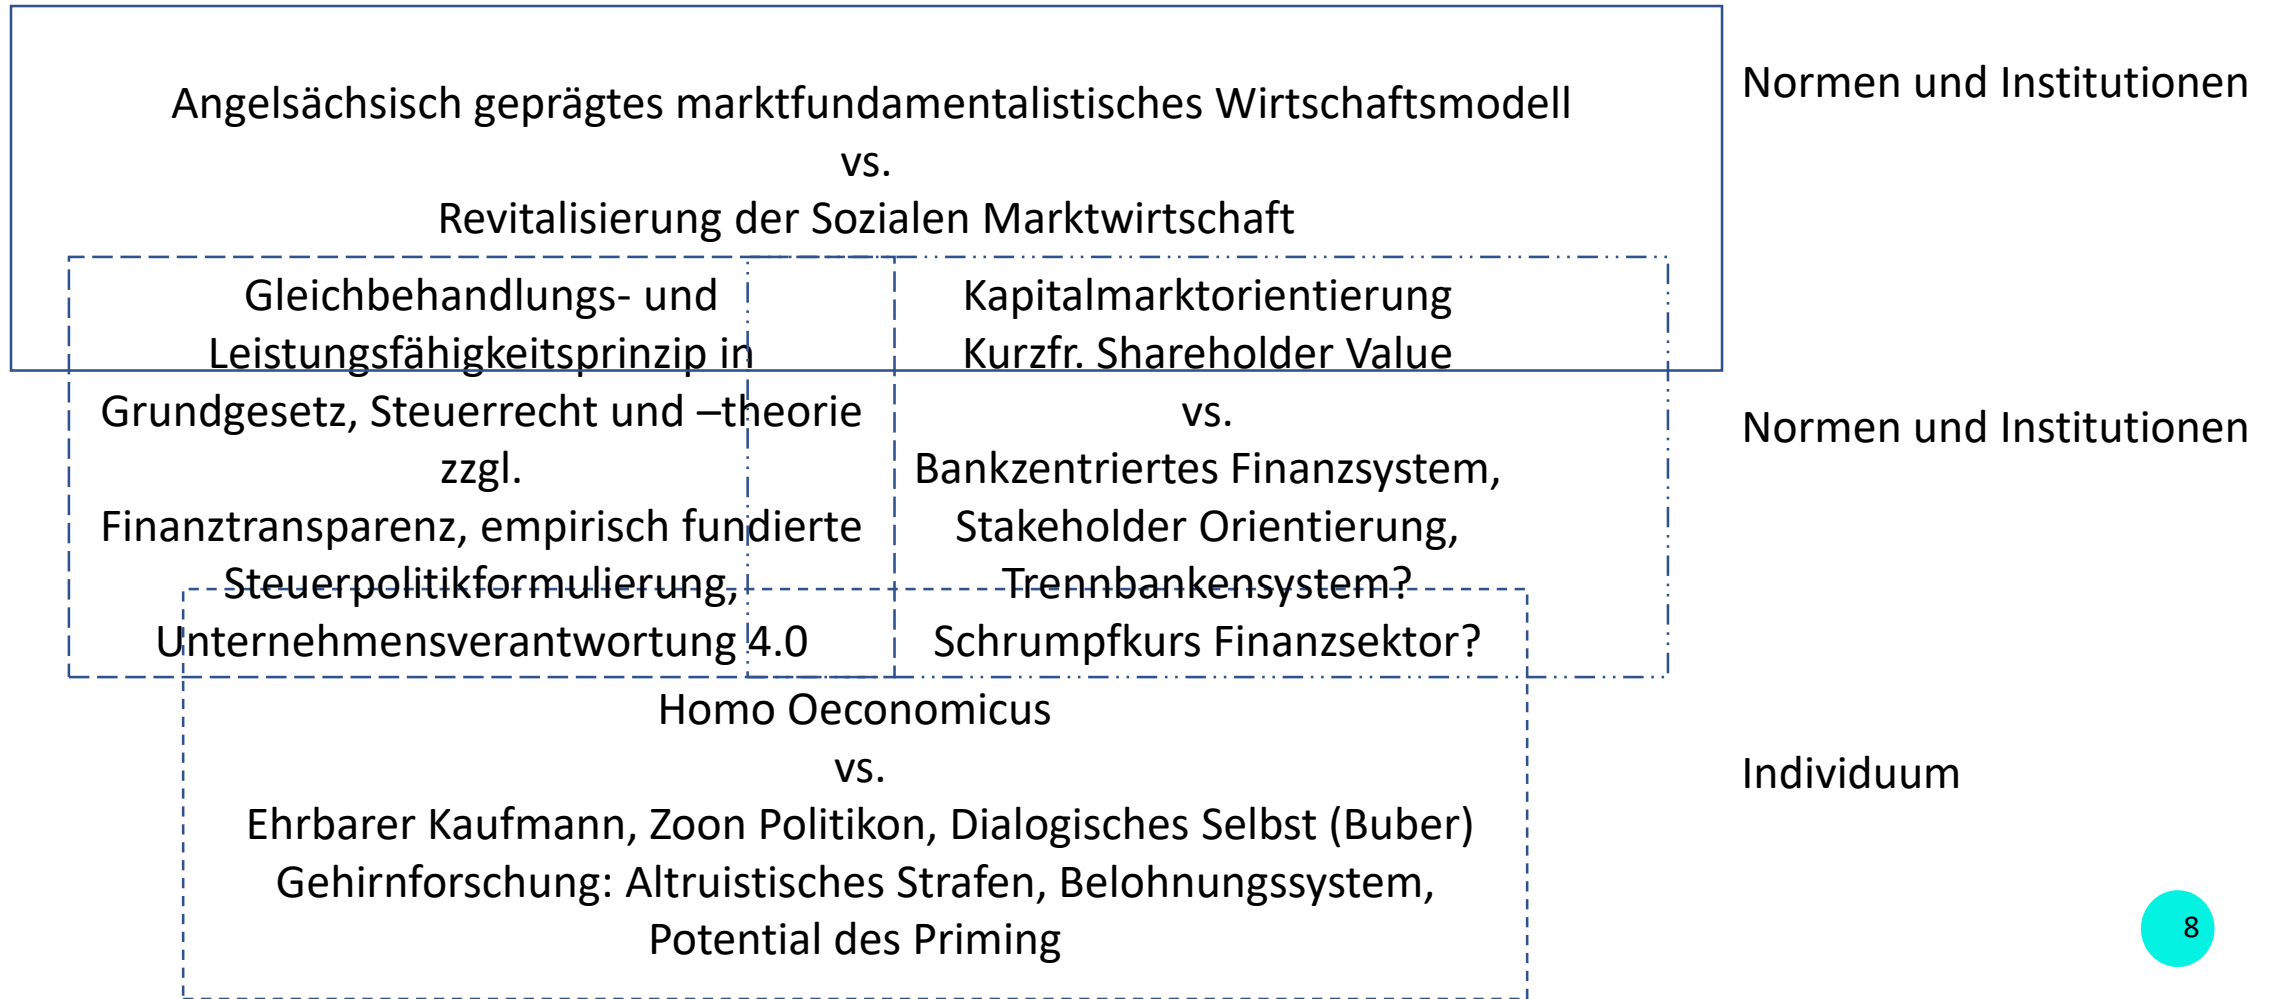 Angelsächsisch geprägtes marktfundamentalistisches Wirtschaftsmodell
vs.
Revitalisierung der Sozialen Marktwirtschaft
Normen und Institutionen
Gleichbehandlungs- und
Leistungsfähigkeitsprinzip in
Grundgesetz, Steuerrecht und –theorie
zzgl.
Finanztransparenz, empirisch fundierte
Steuerpolitikformulierung,
Unternehmensverantwortung 4.0
Kapitalmarktorientierung
Kurzfr. Shareholder Value
vs.
Bankzentriertes Finanzsystem,
Stakeholder Orientierung,
Trennbankensystem?
Schrumpfkurs Finanzsektor?
Normen und Institutionen
Homo Oeconomicus
vs.
Ehrbarer Kaufmann, Zoon Politikon, Dialogisches Selbst (Buber)
Gehirnforschung: Altruistisches Strafen, Belohnungssystem,
Potential des Priming
Individuum
8